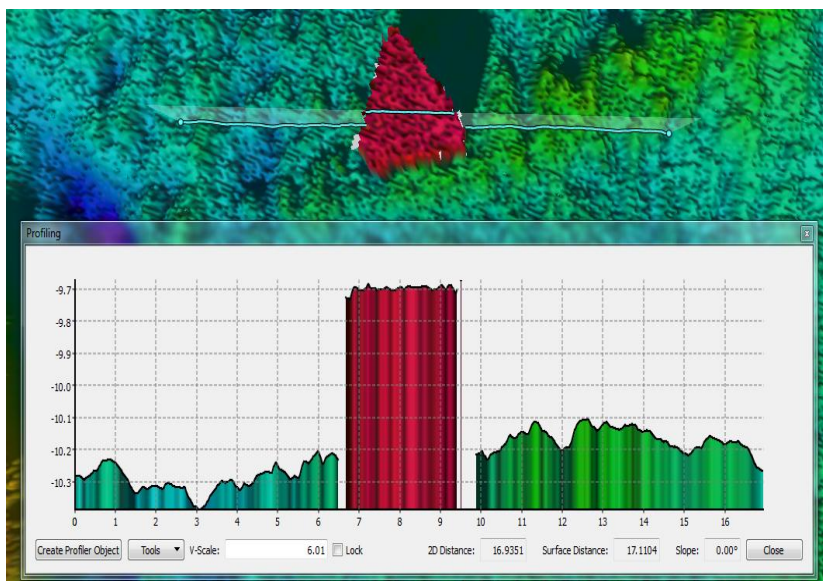 Profiling
x
-9.7
-9.8
-9.9
-10.0
-10.1
-10.2
-10.3
0 1 2 3 4 5 6 7 8 9 10 11 12 13 14 15 16
Create Profiler Object Tools V-Scale: 6.01 Lock 2D Distance: 16.9351 Surface Distance: 17.1104 Slope: 0.00° Close